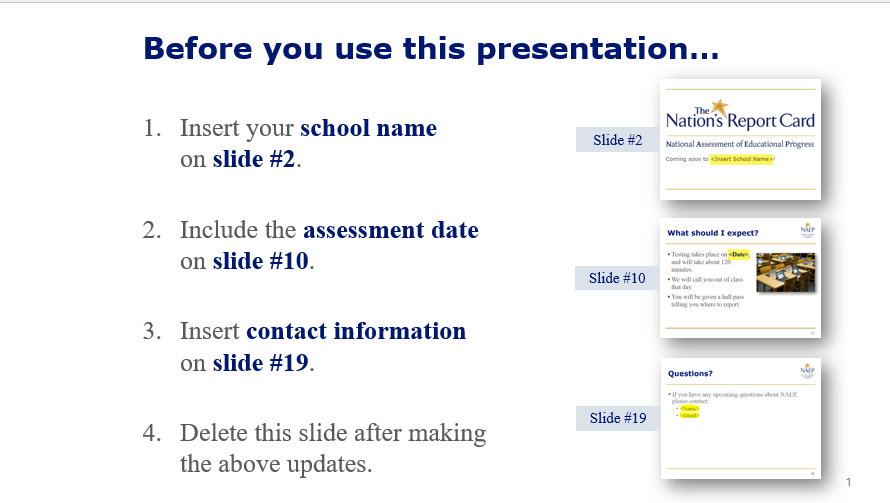 Before you use this presentation...
1. Insert your school name
on slide #2.
2. Include the assessment date
on slide #10.
3. Insert contact information
on slide #19.
4. Delete this slide after making
the above updates.
Slide #2
The
Nation's Report Card
National Assessment of Educational Progress
Coming soon to <Insert School Name>!
Slide #10
What should I expect?
NAEP
• Testing takes place on <Date>,
and will take about 120
minutes.
• We will call you out of class
that day.
• You will be given a hall pass
telling you where to report.
Slide #19
Questions?
NAEP
• If you have any upcoming questions about NAEP,
please contact:
• <Name>
• <Email>
1